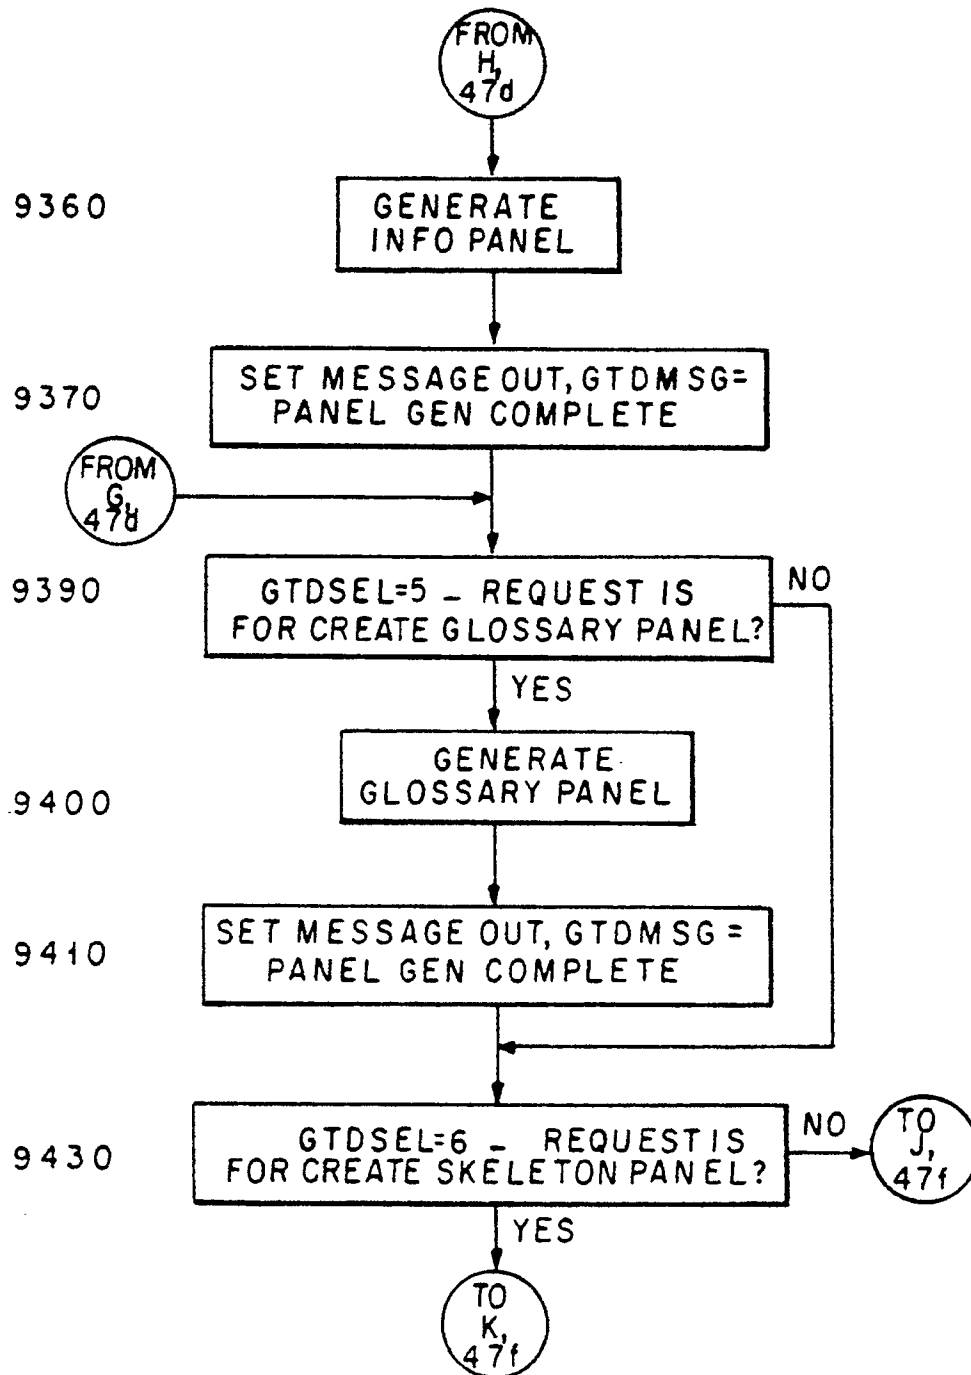 FROM
H,
47d
9360
GENERATE
INFO PANEL
9370
SET MESSAGE OUT, GTDMSG=
PANEL GEN COMPLETE
FROM
G,
47d
9390
GTDSEL=5 - REQUEST IS
FOR CREATE GLOSSARY PANEL?
NO
YES
9400
GENERATE
GLOSSARY PANEL
9410
SET MESSAGE OUT, GTDMSG=
PANEL GEN COMPLETE
9430
GTDSEL=6 - REQUEST IS
FOR CREATE SKELETON PANEL?
NO
TO
J,
47f
YES
TO
K,
47f